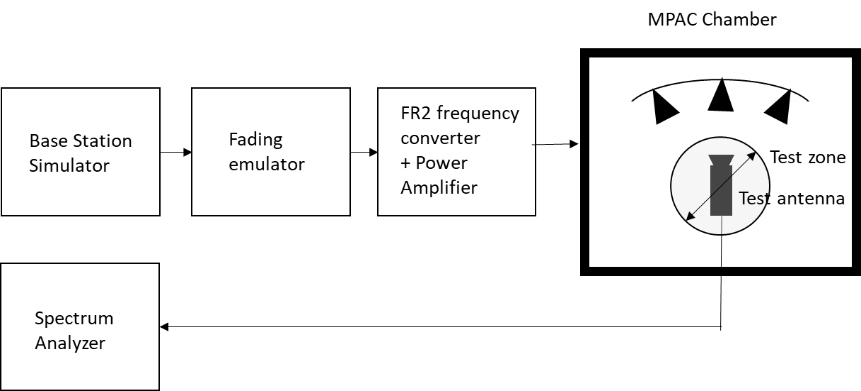 MPAC Chamber
Base Station
Simulator
Fading
emulator
FR2 frequency
converter
+ Power
Amplifier
Test zone
Test antenna
Spectrum
Analyzer